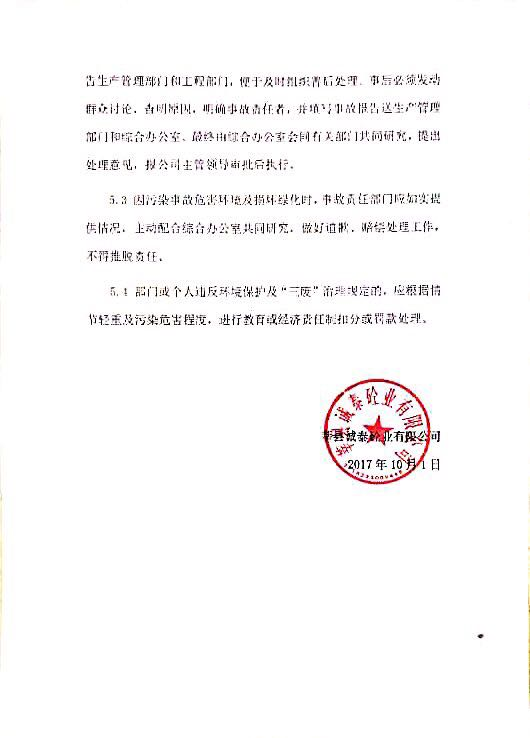 告生产管理部门和工程部门，便于及时组织善后处理。事后必须发动
群众讨论，查明原因，明确事故责任者，并填写事故报告送生产管理
部门和综合办公室。最终由综合办公室会同有关部门共同研究，提出
处理意见，报公司主管领导审批后执行。
5.3 因污染事故危害环境及损坏绿化时，事故责任部门应如实提
供情况，主动配合综合办公室共同研究，做好道歉、赔偿处理工作，
不得推脱责任。
5.4 部门或个人违反环境保护及“三废”治理规定的，应根据情
节轻重及污染危害程度，进行教育或经济责任制扣分或罚款处理。
县诚泰砼业有限公司
县诚泰砼业有限公司
2017 年 10 月 1 日